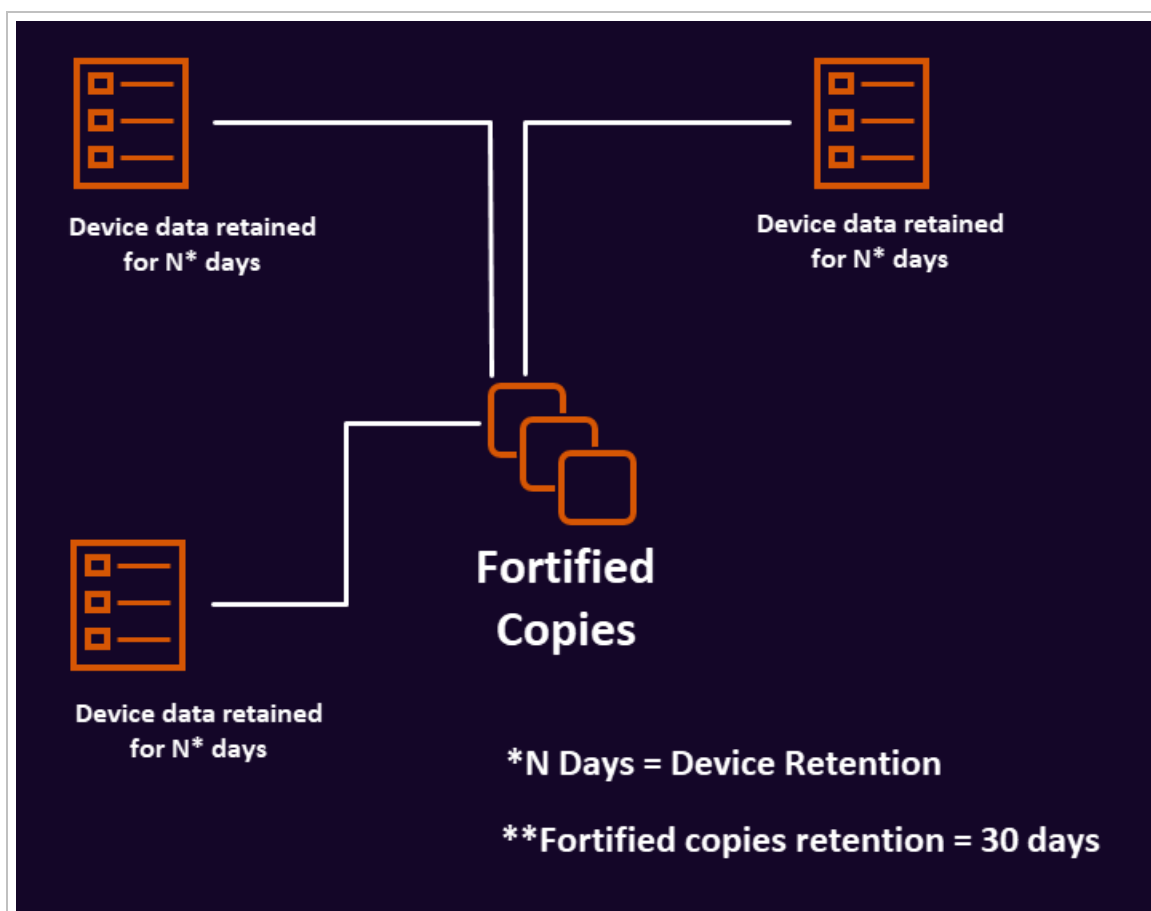 Device data retained
for N* days
Device data retained
for N* days
Fortified
Copies
Device data retained
for N* days
*N Days = Device Retention
**Fortified copies retention = 30 days